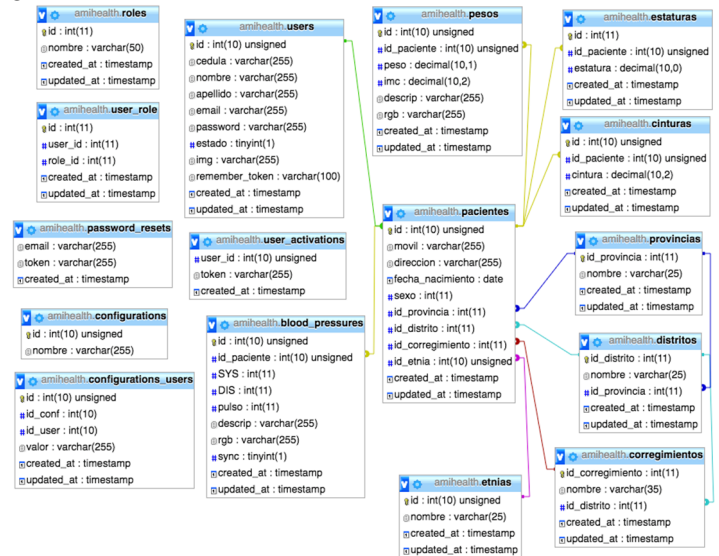 amihealth.roles
id : int(11)
nombre : varchar(50)
created_at : timestamp
updated_at : timestamp
amihealth.user_role
id : int(11)
user_id : int(11)
role_id : int(11)
created_at : timestamp
updated_at : timestamp
amihealth.password_resets
email : varchar(255)
token : varchar(255)
created_at : timestamp
amihealth.configurations
id : int(10) unsigned
nombre : varchar(255)
amihealth.configurations_users
id : int(10) unsigned
id_conf : int(10)
id_user : int(10)
valor : varchar(255)
created_at : timestamp
updated_at : timestamp
amihealth.users
id : int(10) unsigned
cedula : varchar(255)
nombre : varchar(255)
apellido : varchar(255)
email : varchar(255)
password : varchar(255)
estado : tinyint(1)
img : varchar(255)
remember_token : varchar(100)
created_at : timestamp
updated_at : timestamp
amihealth.user_activations
user_id : int(10) unsigned
token : varchar(255)
created_at : timestamp
amihealth.blood_pressures
id : int(10) unsigned
id_paciente : int(10) unsigned
SYS : int(11)
DIS : int(11)
pulso : int(11)
descrip : varchar(255)
rgb : varchar(255)
sync : tinyint(1)
created_at : timestamp
updated_at : timestamp
amihealth.pesos
id : int(10) unsigned
id_paciente : int(10) unsigned
peso : decimal(10,1)
imc : decimal(10,2)
descrip : varchar(255)
rgb : varchar(255)
created_at : timestamp
updated_at : timestamp
amihealth.pacientes
id : int(10) unsigned
movil : varchar(255)
direccion : varchar(255)
fecha_nacimiento : date
sexo : int(11)
id_provincia : int(11)
id_distrito : int(11)
id_corregimiento : int(11)
id_etnia : int(10) unsigned
created_at : timestamp
updated_at : timestamp
amihealth.etnias
id : int(10) unsigned
nombre : varchar(25)
created_at : timestamp
updated_at : timestamp
amihealth.estaturas
id : int(11)
id_paciente : int(10) unsigned
estatura : decimal(10,0)
created_at : timestamp
updated_at : timestamp
amihealth.cinturas
id : int(10) unsigned
id_paciente : int(10) unsigned
cintura : decimal(10,2)
created_at : timestamp
updated_at : timestamp
amihealth.provincias
id_provincia : int(11)
nombre : varchar(25)
created_at : timestamp
updated_at : timestamp
amihealth.distritos
id_distrito : int(11)
nombre : varchar(25)
id_provincia : int(11)
created_at : timestamp
updated_at : timestamp
amihealth.corregimientos
id_corregimiento : int(11)
nombre : varchar(35)
id_distrito : int(11)
created_at : timestamp
updated_at : timestamp